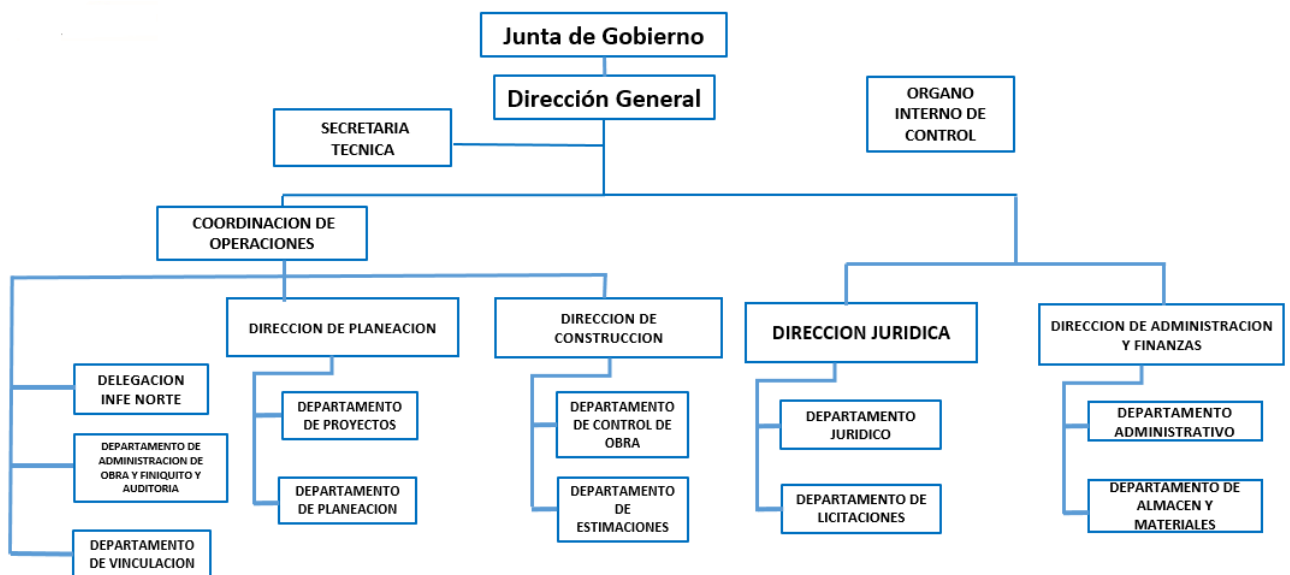 Junta de Gobierno
Dirección General
ORGANO
INTERNO DE
CONTROL
SECRETARIA
TECNICA
COORDINACION DE
OPERACIONES
DIRECCION DE PLANEACION
DIRECCION DE
CONSTRUCCION
DIRECCION JURIDICA
DIRECCION DE ADMINISTRACION
Y FINANZAS
DELEGACION
INFE NORTE
DEPARTAMENTO DE
ADMINISTRACION DE
OBRA Y FINIQUITO Y
AUDITORIA
DEPARTAMENTO
DE VINCULACION
DEPARTAMENTO
DE PROYECTOS
DEPARTAMENTO
DE PLANEACION
DEPARTAMENTO
DE CONTROL DE
OBRA
DEPARTAMENTO
DE
ESTIMACIONES
DEPARTAMENTO
JURIDICO
DEPARTAMENTO DE
LICITACIONES
DEPARTAMENTO
ADMINISTRATIVO
DEPARTAMENTO DE
ALMACEN Y
MATERIALES